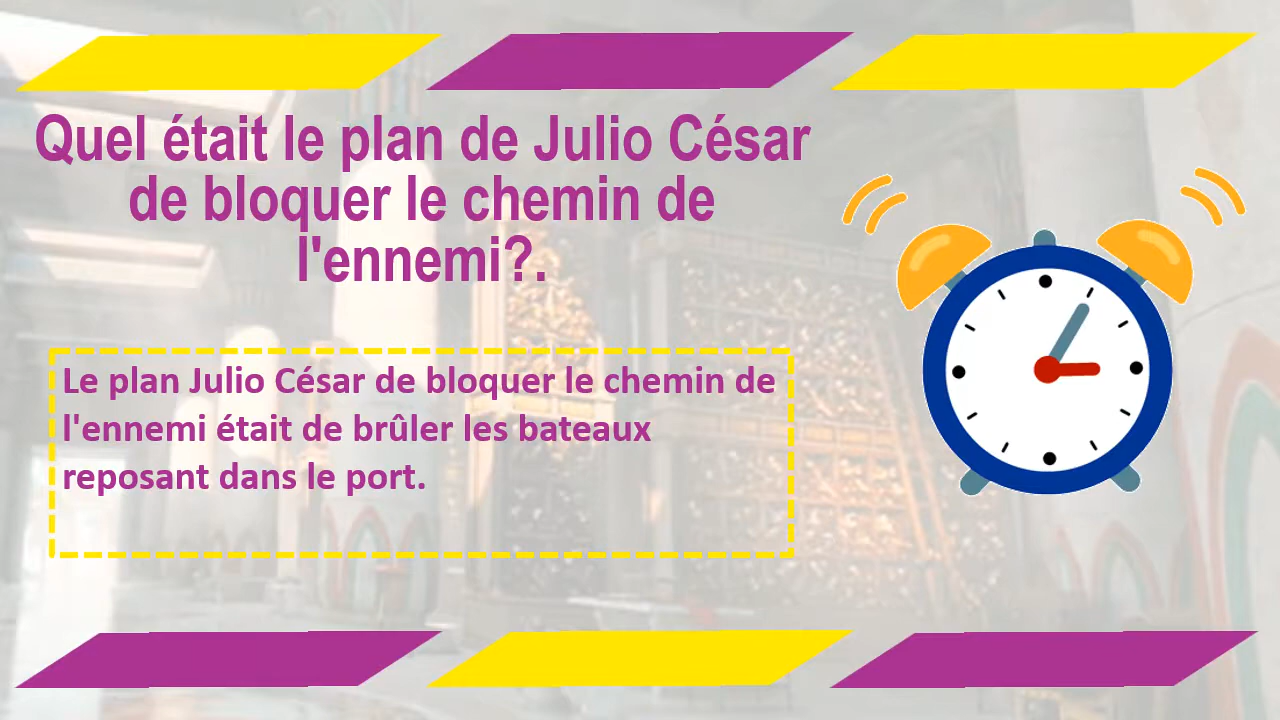 Quel était le plan de Julio César
de bloquer le chemin de
l'ennemi?.
Le plan Julio César de bloquer le chemin de
l'ennemi était de brûler les bateaux
reposant dans le port.